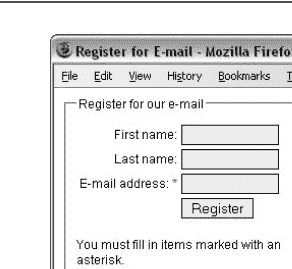 Register for E-mail - Mozilla Firefo
File Edit View History Bookmarks T
Register for our e-mail
First name:
Last name:
E-mail address: *
Register
You must fill in items marked with an
asterisk.